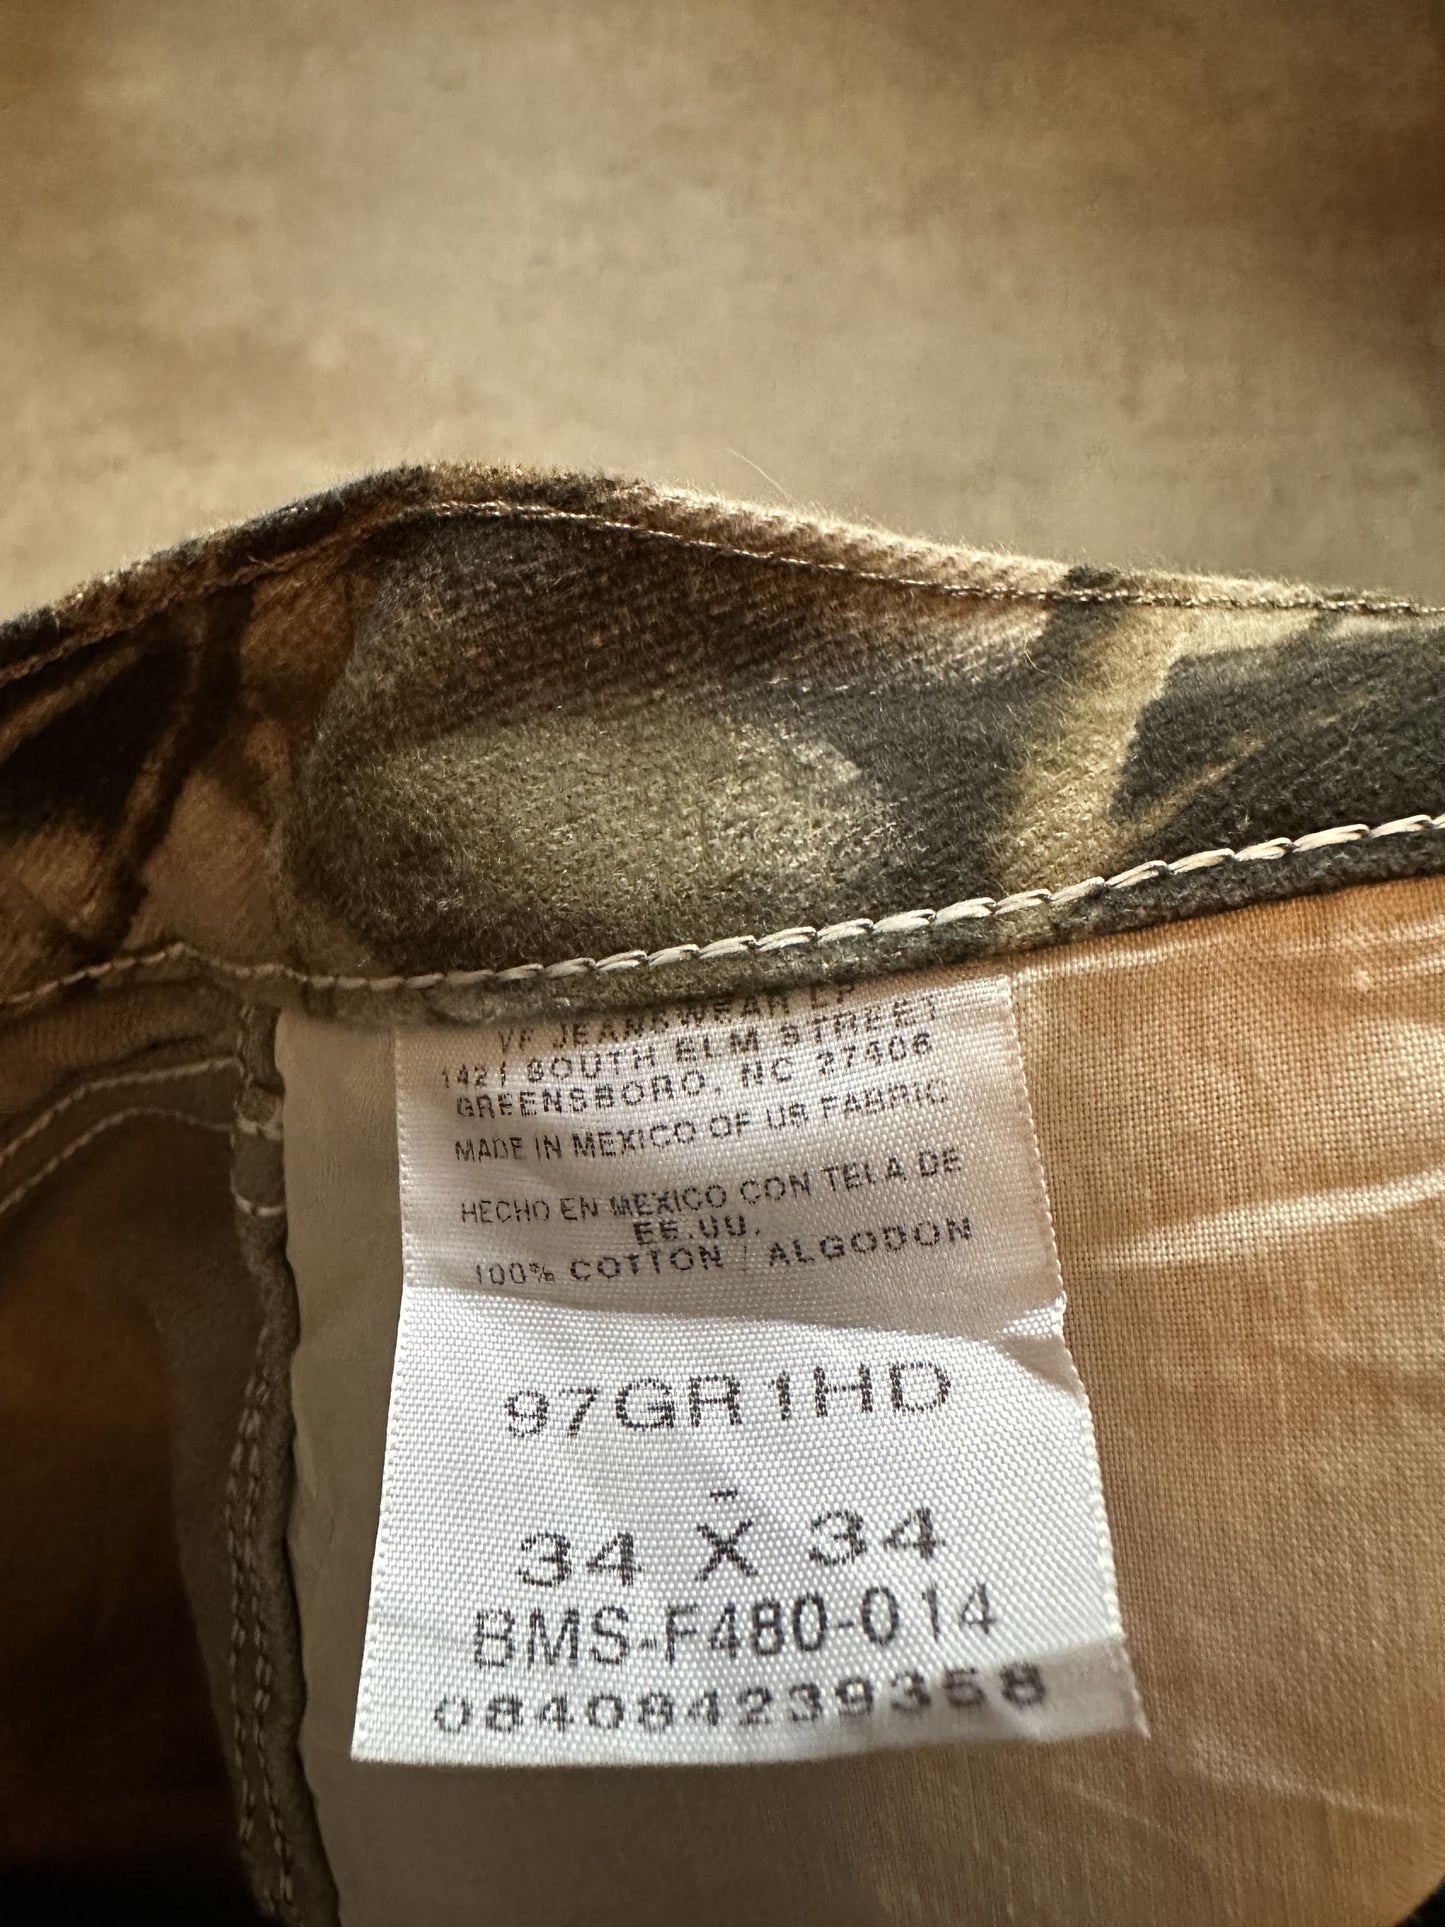 VF JEANSWEAR LP
1421 SOUTH ELM STREET
GREENSBORO, NC 27406
MADE IN MEXICO OF US FABRIC
HECHO EN MEXICO CON TELA DE
EE.UU.
100% COTTON / ALGODON
97GR1HD
-
34 X 34
BMS-F480-014
084084239358